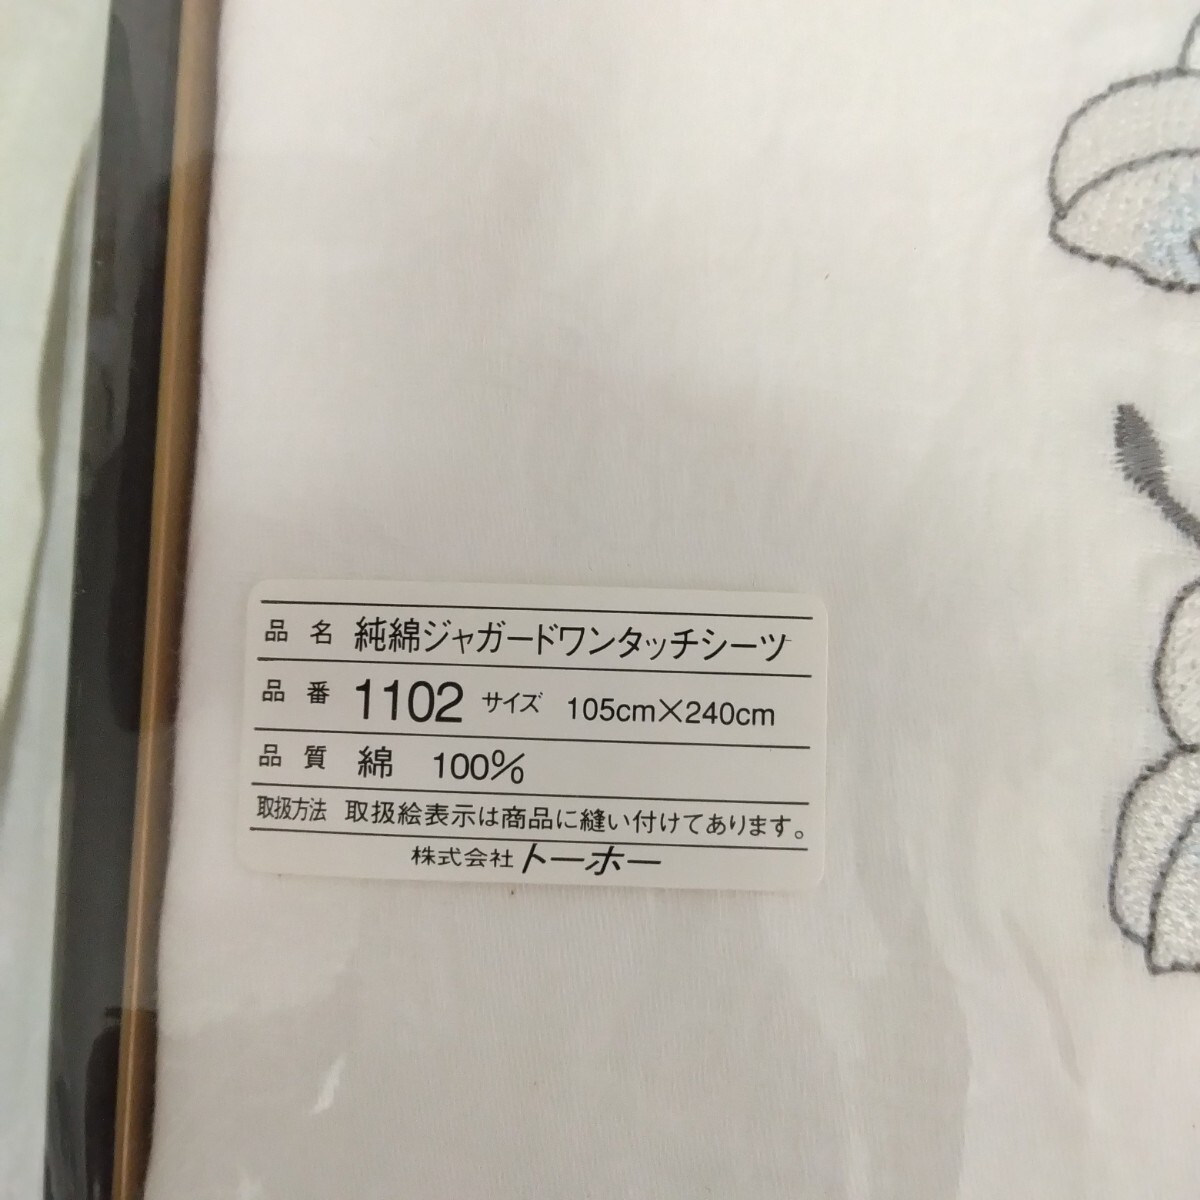 品名 純綿ジャガードワンタッチシーツ
品番 1102 サイズ 105cm×240cm
品質 綿 100%
取扱方法 取扱絵表示は商品に縫い付けてあります。
株式会社トーホー